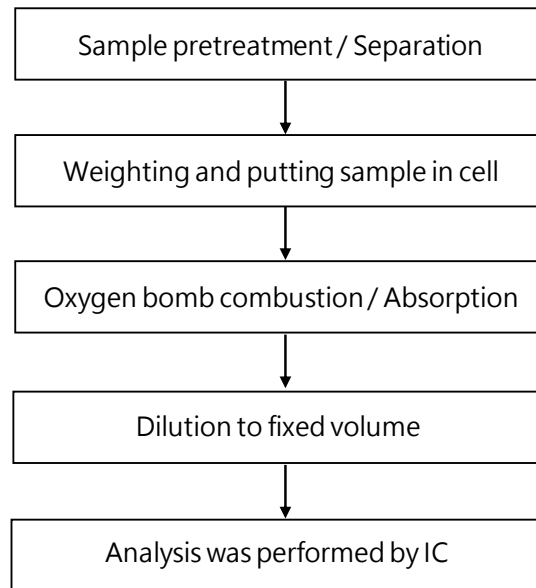 Sample pretreatment / Separation
Weighting and putting sample in cell
Oxygen bomb combustion / Absorption
Dilution to fixed volume
Analysis was performed by IC